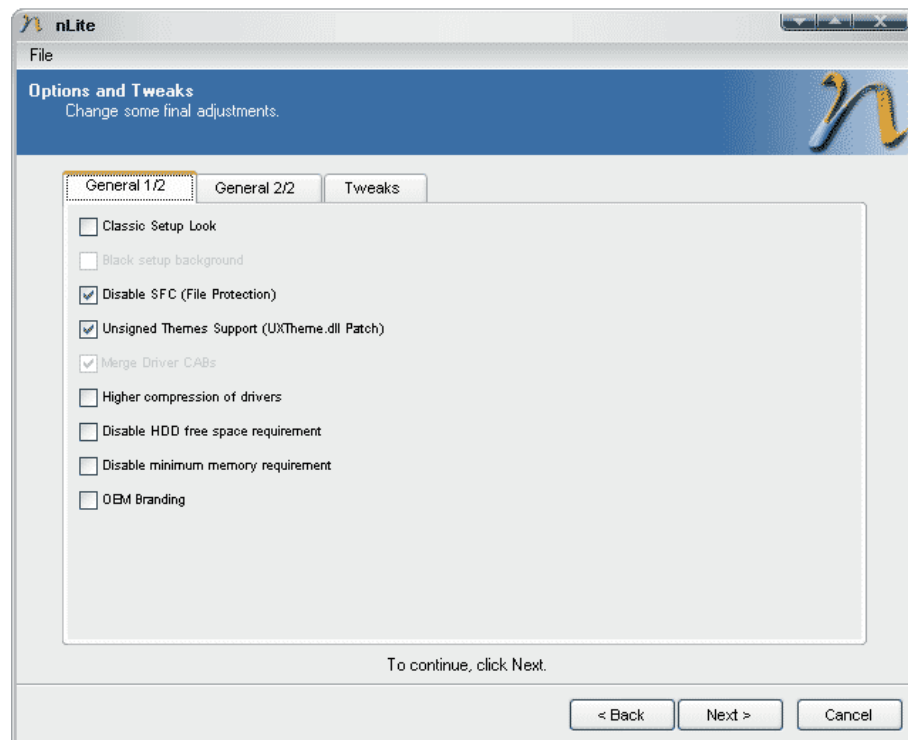 nLite
File
Options and Tweaks
Change some final adjustments.
General 1/2 General 2/2 Tweaks
Classic Setup Look
Black setup background
Disable SFC (File Protection)
Unsigned Themes Support (UXTheme.dll Patch)
Merge Driver CABs
Higher compression of drivers
Disable HDD free space requirement
Disable minimum memory requirement
OEM Branding
To continue, click Next.
< Back Next > Cancel